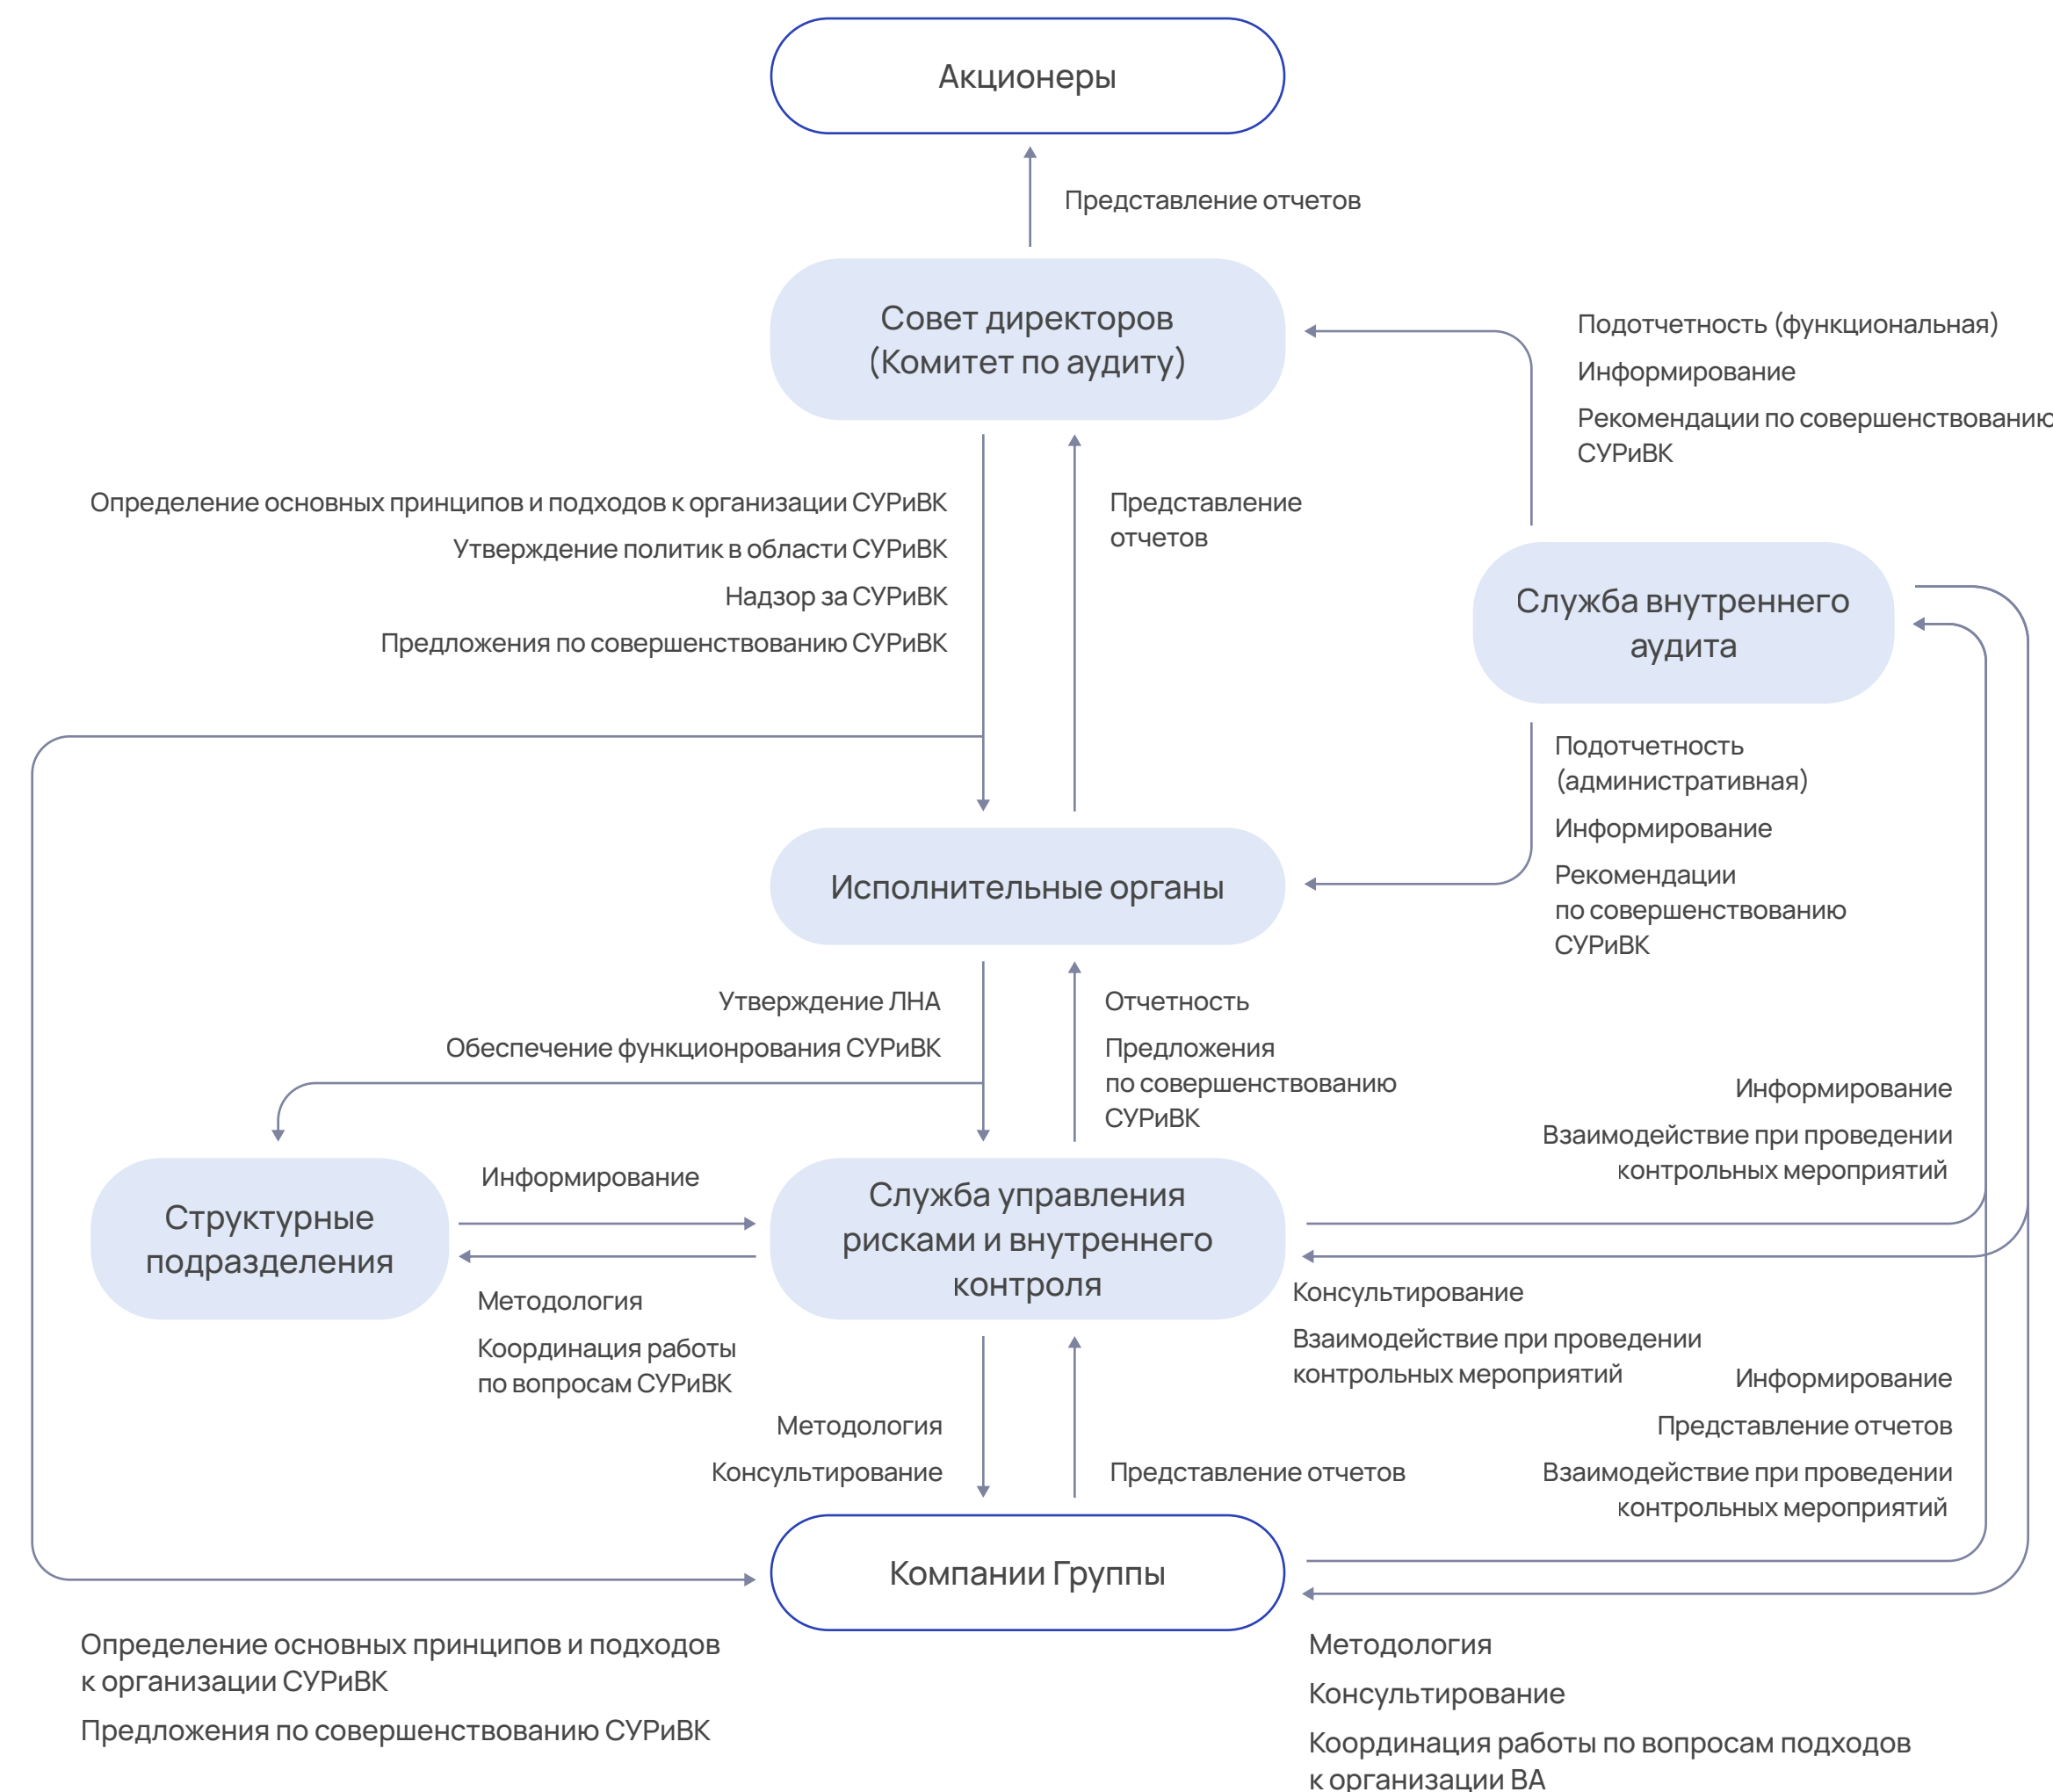 Акционеры
Представление отчетов
Совет директоров
(Комитет по аудиту)
Подотчетность (функциональная)
Информирование
Рекомендации по совершенствованию
СУРиВК
Определение основных принципов и подходов к организации СУРиВК
Утверждение политик в области СУРиВК
Надзор за СУРиВК
Предложения по совершенствованию СУРиВК
Представление
отчетов
Служба внутреннего
аудита
Подотчетность
(административная)
Информирование
Рекомендации
по совершенствованию
СУРиВК
Исполнительные органы
Утверждение ЛНА
Обеспечение функционрования СУРиВК
Отчетность
Предложения
по совершенствованию
СУРиВК
Информирование
Взаимодействие при проведении
контрольных мероприятий
Структурные
подразделения
Информирование
Методология
Координация работы
по вопросам СУРиВК
Служба управления
рисками и внутреннего
контроля
Консультирование
Взаимодействие при проведении
контрольных мероприятий
Методология
Консультирование
Представление отчетов
Информирование
Представление отчетов
Взаимодействие при проведении
контрольных мероприятий
Компании Группы
Определение основных принципов и подходов
к организации СУРиВК
Предложения по совершенствованию СУРиВК
Методология
Консультирование
Координация работы по вопросам подходов
к организации ВА